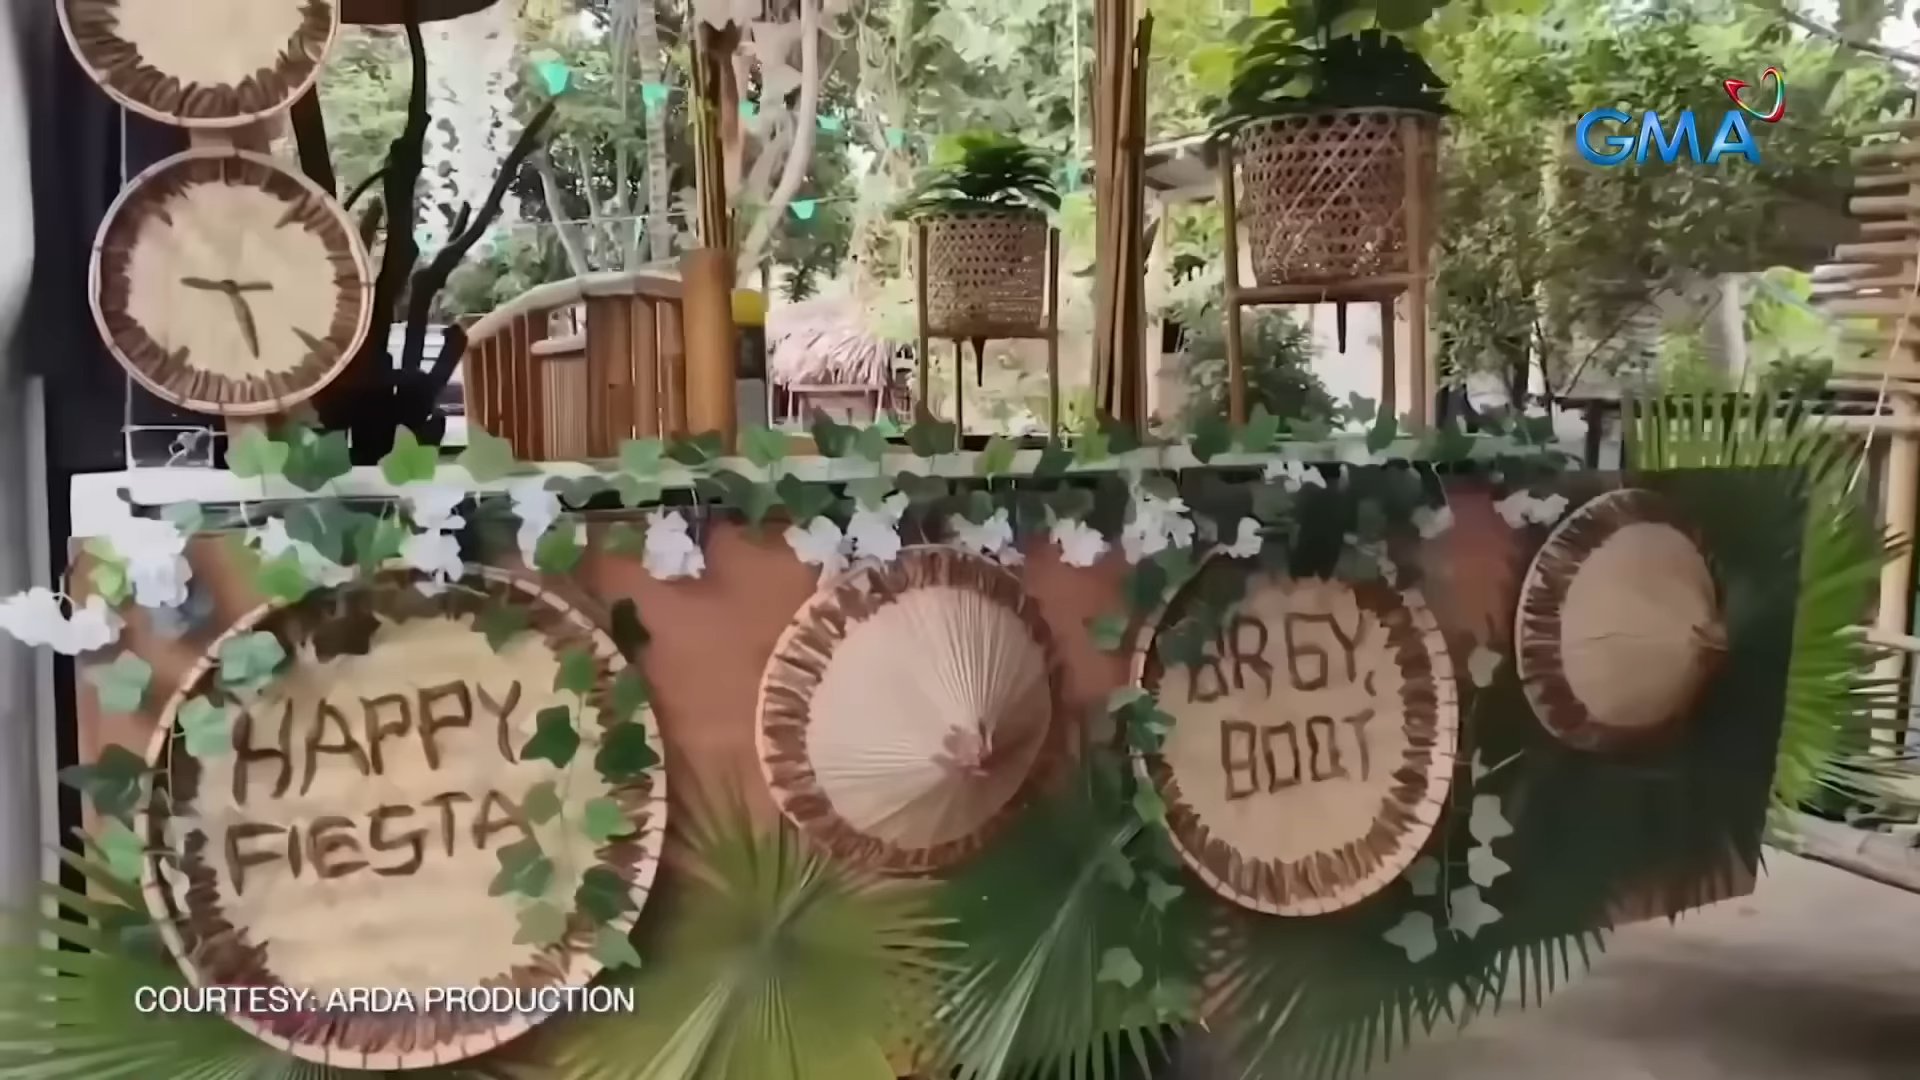 GMA
HAPPY
FIESTA
BRGY.
BOOT
COURTESY: ARDA PRODUCTION